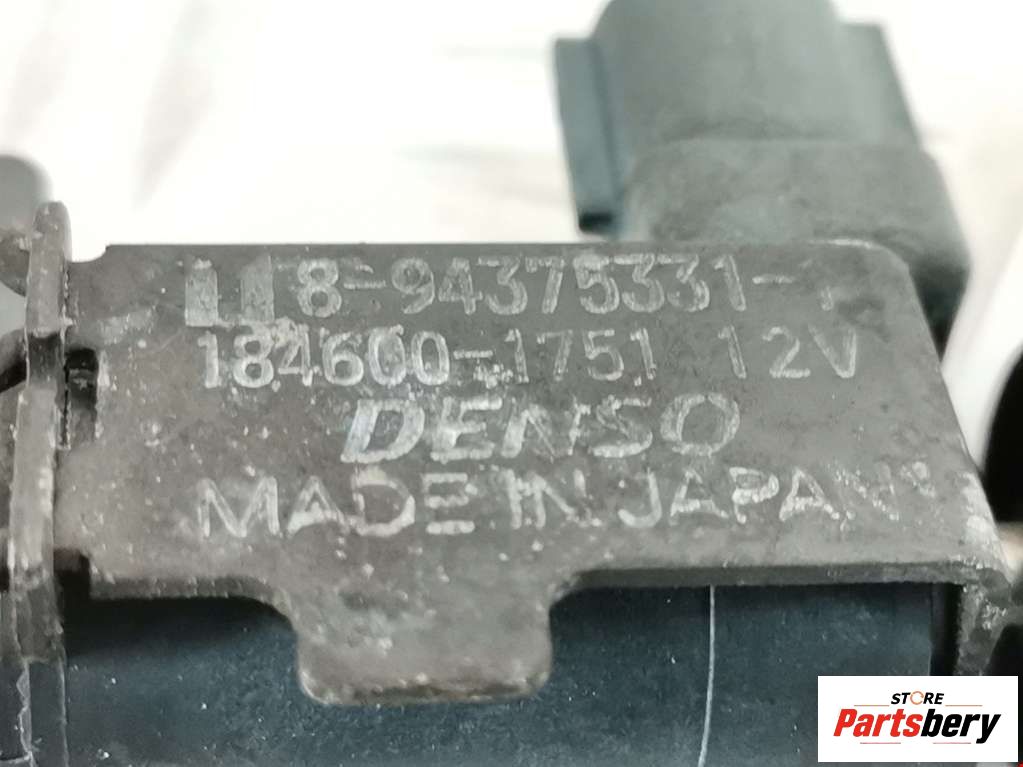 8-94375331-
184600-1751 12V
DENSO
MADE IN JAPAN
STORE
Partsbery